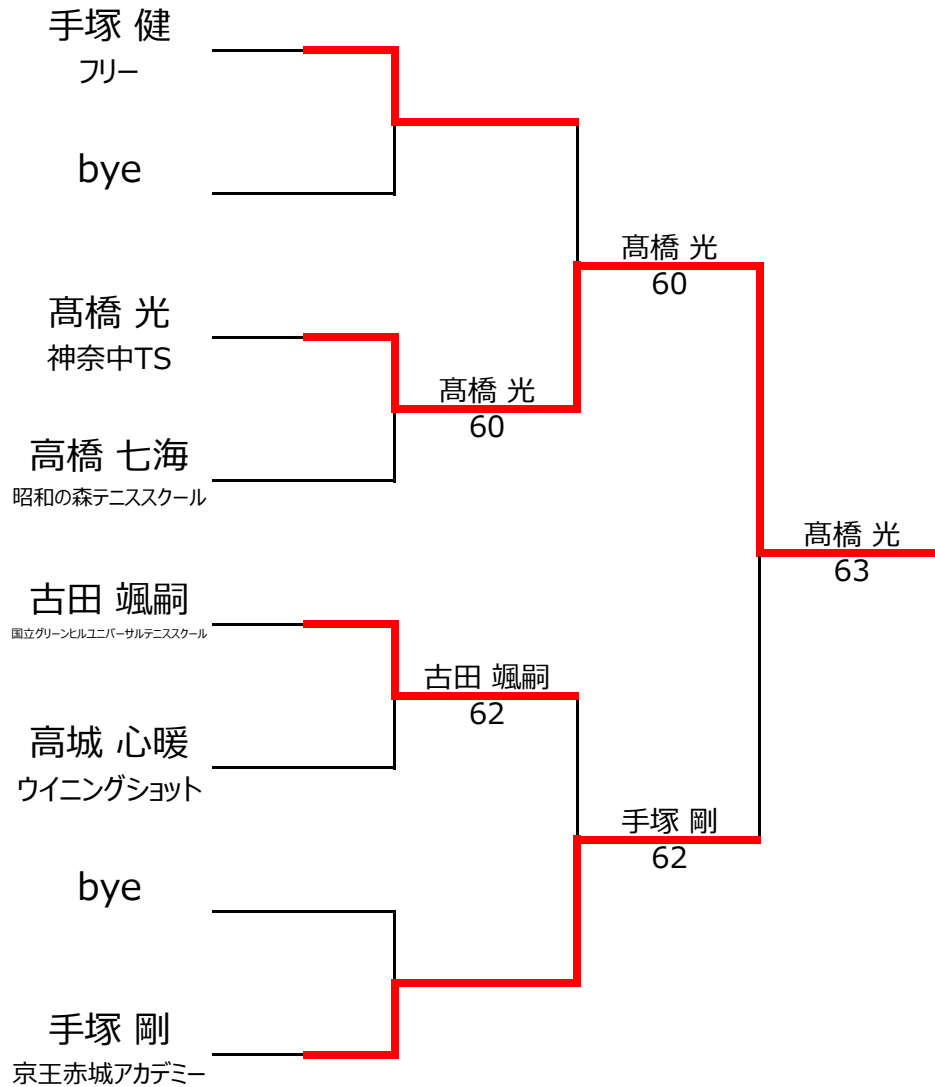 手塚 健
フリー
bye
髙橋 光
神奈中TS
高橋 七海
昭和の森テニススクール
古田 颯嗣
国立グリーンヒルユニバーサルテニススクール
高城 心暖
ウイニングショット
bye
手塚 剛
京王赤城アカデミー
髙橋 光
60
古田 颯嗣
62
髙橋 光
60
手塚 剛
62
髙橋 光
63